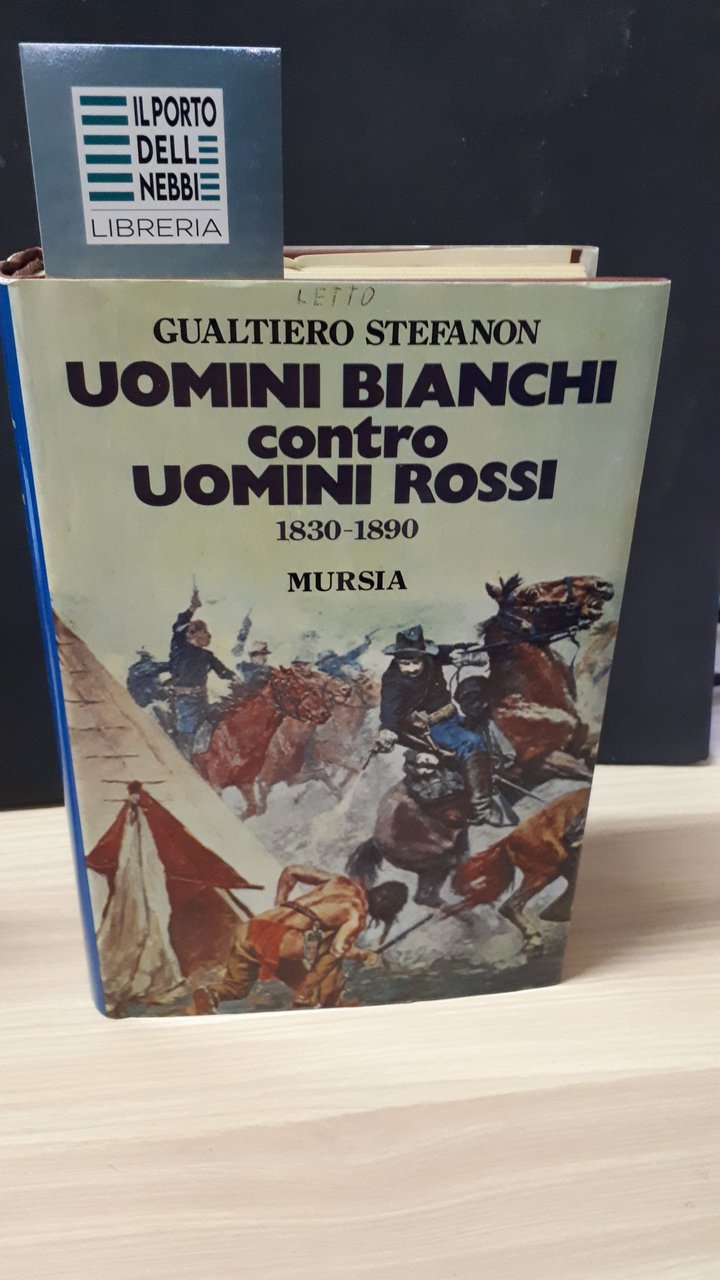 IL PORTO
DELLE
NEBBIE
LIBRERIA
LETTO
GUALTIERO STEFANON
UOMINI BIANCHI
contro
UOMINI ROSSI
1830-1890
MURSIA